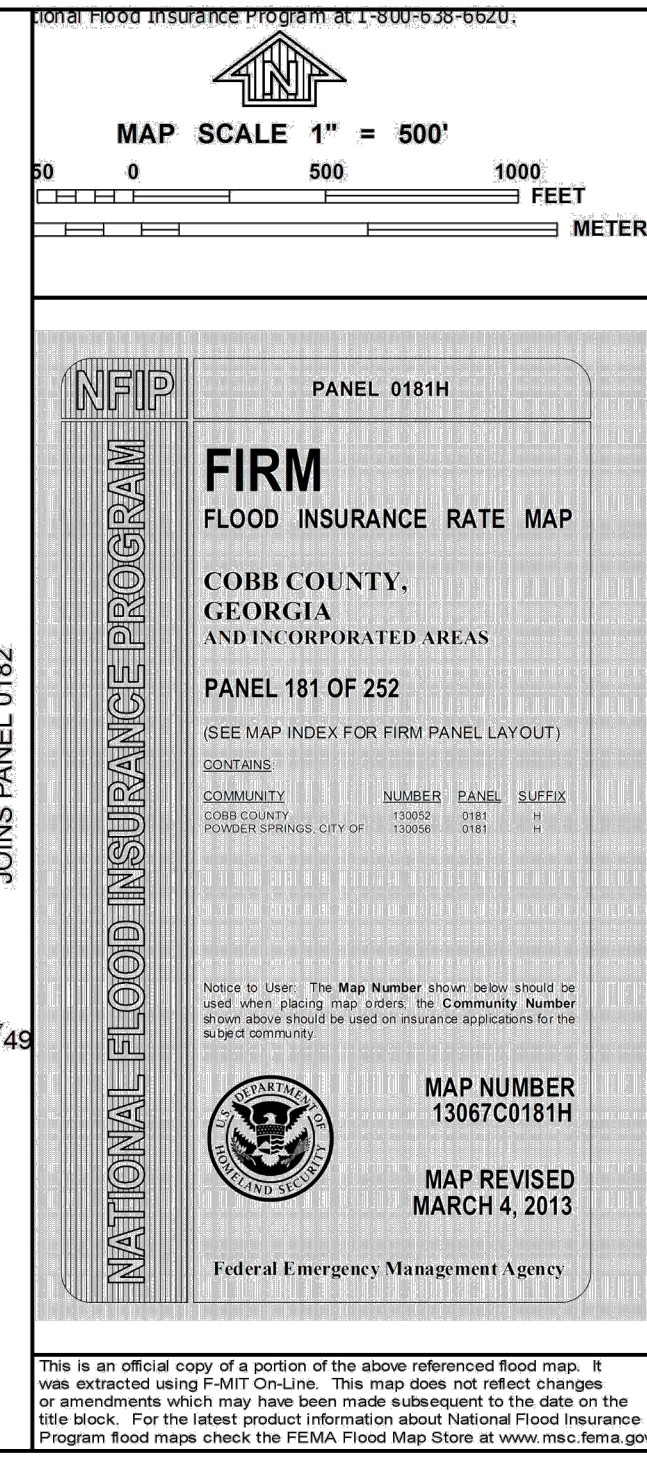 tional Flood Insurance Program at 1-800-638-6620.
N
MAP SCALE 1" = 500'
50 0 500 1000
FEET
METER
NFIP
PANEL 0181H
NATIONAL FLOOD INSURANCE PROGRAM
FIRM
FLOOD INSURANCE RATE MAP
COBB COUNTY,
GEORGIA
AND INCORPORATED AREAS
PANEL 181 OF 252
(SEE MAP INDEX FOR FIRM PANEL LAYOUT)
CONTAINS:
COMMUNITY NUMBER PANEL SUFFIX
COBB COUNTY 130052 0181 H
POWDER SPRINGS, CITY OF 130056 0181 H
Notice to User: The Map Number shown below should be
used when placing map orders; the Community Number
shown above should be used on insurance applications for the
subject community.
U.S. DEPARTMENT OF
HOMELAND SECURITY
MAP NUMBER
13067C0181H
MAP REVISED
MARCH 4, 2013
Federal Emergency Management Agency
JOINS PANEL 0182
49
This is an official copy of a portion of the above referenced flood map. It
was extracted using F-MIT On-Line. This map does not reflect changes
or amendments which may have been made subsequent to the date on the
title block. For the latest product information about National Flood Insurance
Program flood maps check the FEMA Flood Map Store at www.msc.fema.gov